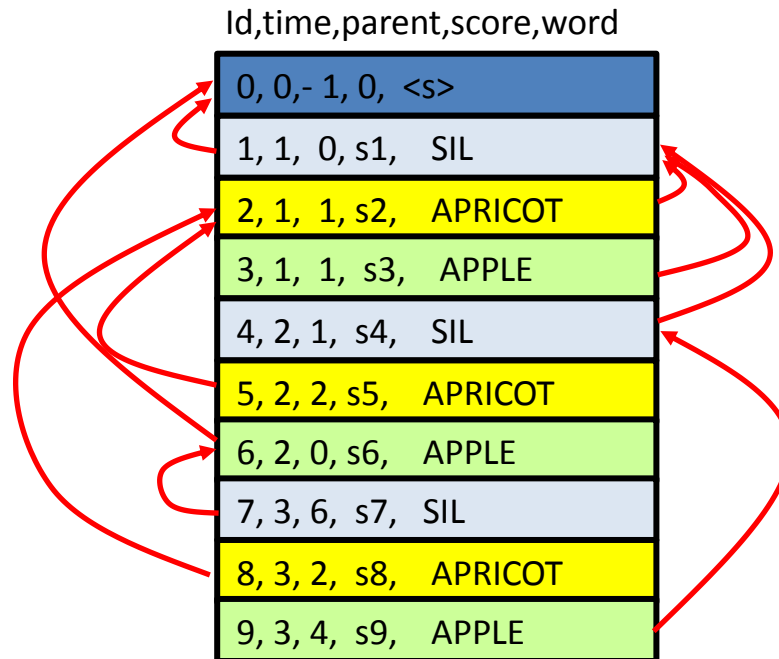 Id,time,parent,score,word
0, 0,- 1, 0, <s>
1, 1, 0, s1, SIL
2, 1, 1, s2, APRICOT
3, 1, 1, s3, APPLE
4, 2, 1, s4, SIL
5, 2, 2, s5, APRICOT
6, 2, 0, s6, APPLE
7, 3, 6, s7, SIL
8, 3, 2, s8, APRICOT
9, 3, 4, s9, APPLE